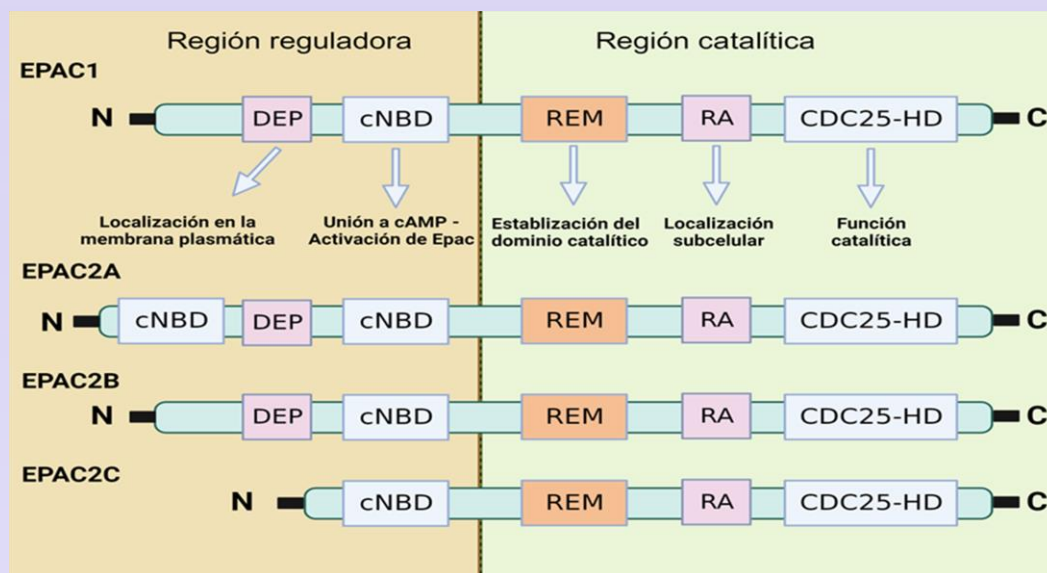 Región reguladora
Región catalítica
EPAC1
N DEP cNBD REM RA CDC25-HD C
Localización en la
membrana plasmática
Unión a cAMP -
Activación de Epac
Establización del
dominio catalítico
Localización
subcelular
Función
catalítica
EPAC2A
N cNBD DEP cNBD REM RA CDC25-HD C
EPAC2B
N DEP cNBD REM RA CDC25-HD C
EPAC2C
N cNBD REM RA CDC25-HD C